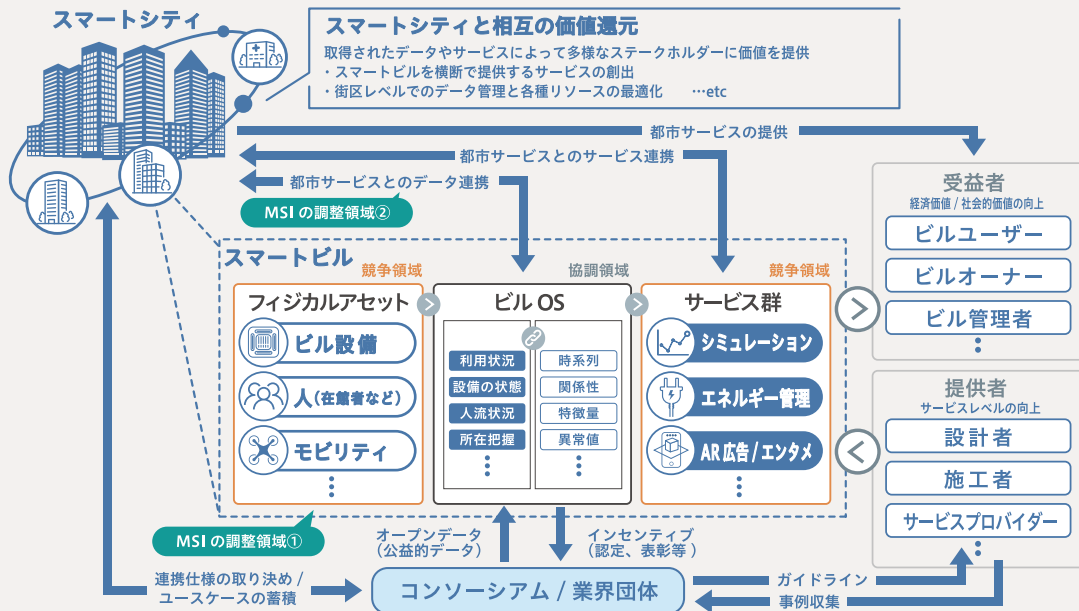 スマートシティ
スマートシティと相互の価値還元
取得されたデータやサービスによって多様なステークホルダーに価値を提供
・スマートビルを横断で提供するサービスの創出
・街区レベルでのデータ管理と各種リソースの最適化 …etc
都市サービスの提供
都市サービスとのサービス連携
都市サービスとのデータ連携
MSIの調整領域②
スマートビル
競争領域
フィジカルアセット
ビル設備
人(在館者など)
モビリティ
協調領域
ビルOS
利用状況
設備の状態
人流状況
所在把握
時系列
関係性
特徴量
異常値
競争領域
サービス群
シミュレーション
エネルギー管理
AR広告/エンタメ
受益者
経済価値/社会的価値の向上
ビルユーザー
ビルオーナー
ビル管理者
提供者
サービスレベルの向上
設計者
施工者
サービスプロバイダー
MSIの調整領域①
連携仕様の取り決め/
ユースケースの蓄積
オープンデータ
(公益的データ)
インセンティブ
(認定、表彰等)
コンソーシアム/業界団体
ガイドライン
事例収集